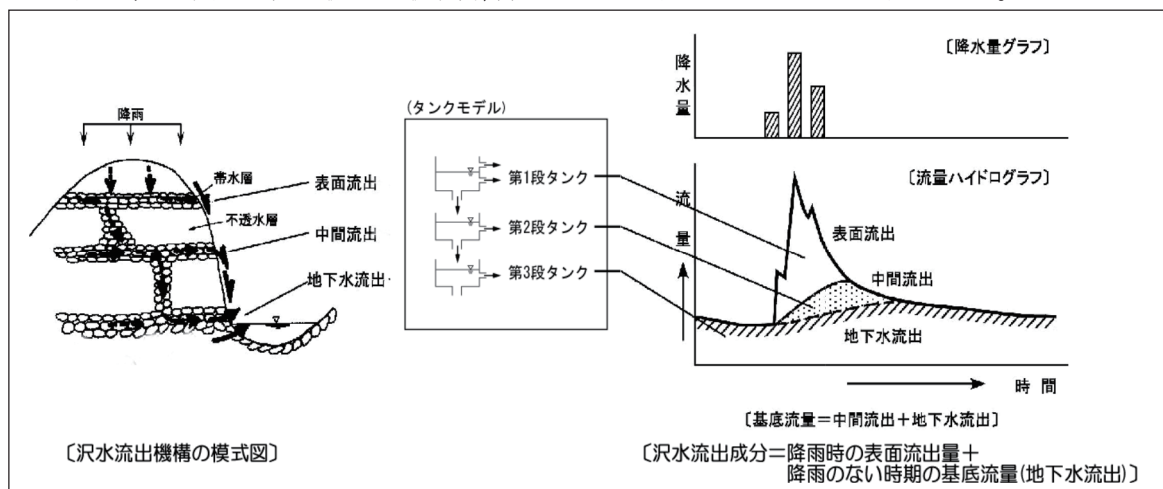 降雨
帯水層
表面流出
不透水層
中間流出
地下水流出
〔沢水流出機構の模式図〕
(タンクモデル)
第1段タンク
第2段タンク
第3段タンク
〔降水量グラフ〕
降水量
〔流量ハイドログラフ〕
流量
表面流出
中間流出
地下水流出
時間
〔基底流量=中間流出+地下水流出〕
〔沢水流出成分=降雨時の表面流出量+
降雨のない時期の基底流量(地下水流出)〕